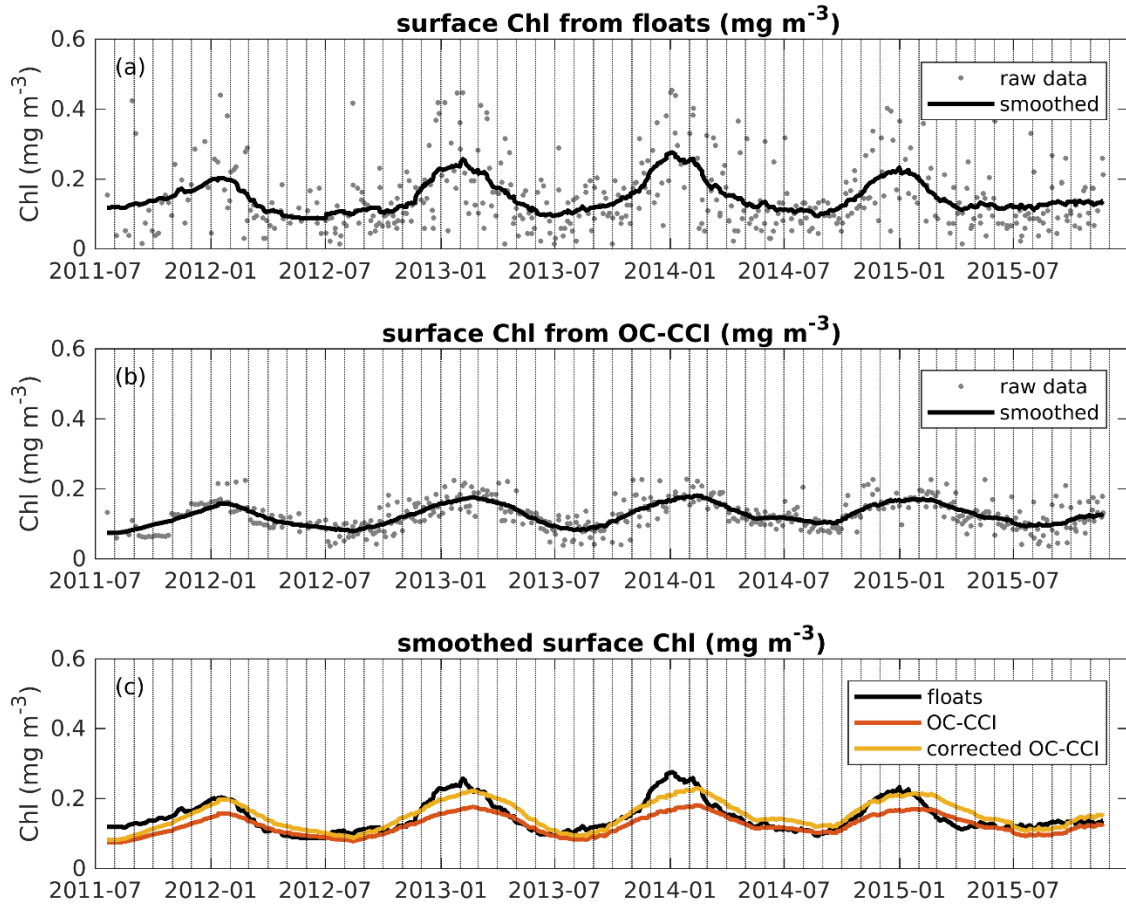 surface Chl from floats (mg m-3)
(a)
Chl (mg m-3)
0.6
0.4
0.2
0
raw data
smoothed
2011-07 2012-01 2012-07 2013-01 2013-07 2014-01 2014-07 2015-01 2015-07
surface Chl from OC-CCI (mg m-3)
(b)
Chl (mg m-3)
0.6
0.4
0.2
0
raw data
smoothed
2011-07 2012-01 2012-07 2013-01 2013-07 2014-01 2014-07 2015-01 2015-07
smoothed surface Chl (mg m-3)
(c)
Chl (mg m-3)
0.6
0.4
0.2
0
floats
OC-CCI
corrected OC-CCI
2011-07 2012-01 2012-07 2013-01 2013-07 2014-01 2014-07 2015-01 2015-07